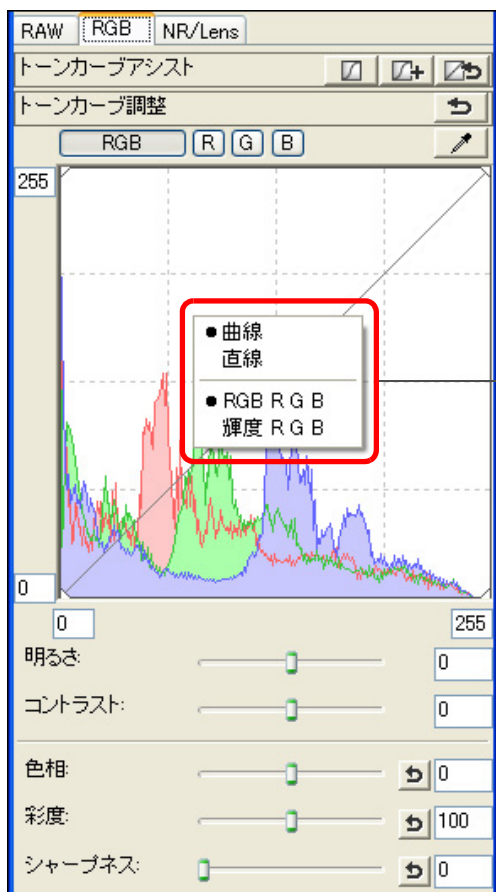 RAW RGB NR/Lens
トーンカーブアシスト
トーンカーブ調整
RGB R G B
255
曲線
直線
RGB R G B
輝度 R G B
0
0 255
明るさ: 0
コントラスト: 0
色相: 0
彩度: 100
シャープネス: 0